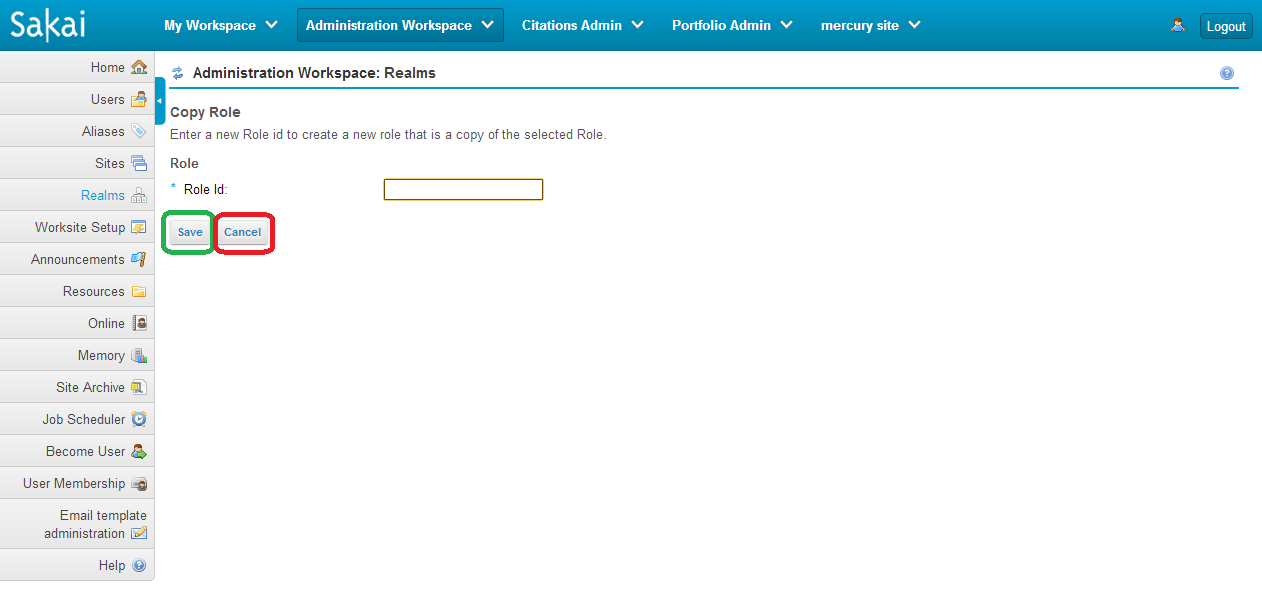 Sakai
My Workspace
Administration Workspace
Citations Admin
Portfolio Admin
mercury site
Logout
Home
Users
Aliases
Sites
Realms
Worksite Setup
Announcements
Resources
Online
Memory
Site Archive
Job Scheduler
Become User
User Membership
Email template
administration
Help
Administration Workspace: Realms
Copy Role
Enter a new Role id to create a new role that is a copy of the selected Role.
Role
* Role Id:
Save
Cancel